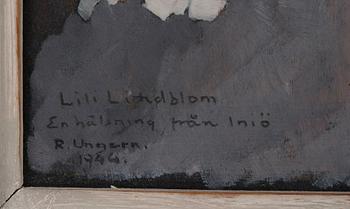 Lili Lindblom
En hälsning från Iniö
R. Ungern.
1944.